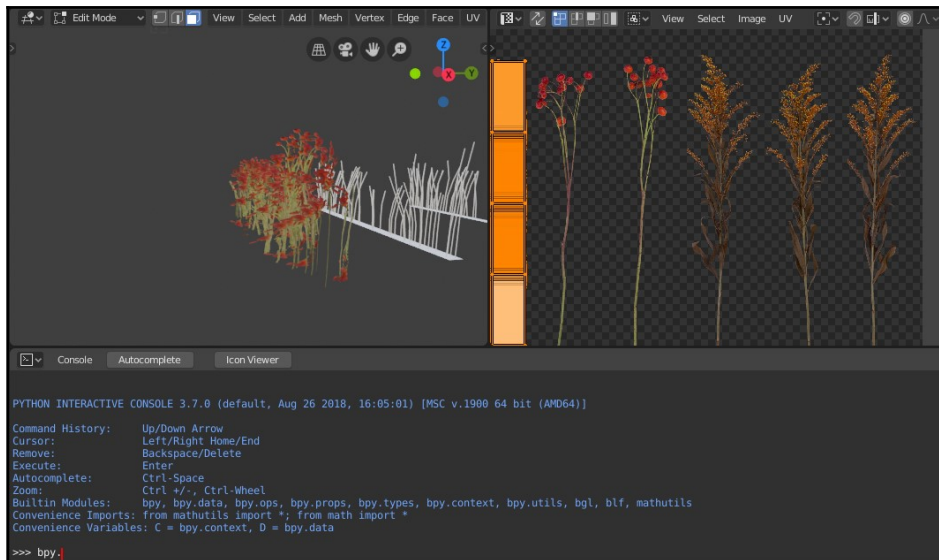 Edit Mode View Select Add Mesh Vertex Edge Face UV
View Select Image UV
Z
X
Y
Console Autocomplete Icon Viewer
PYTHON INTERACTIVE CONSOLE 3.7.0 (default, Aug 26 2018, 16:05:01) [MSC v.1900 64 bit (AMD64)]
Command History: Up/Down Arrow
Cursor: Left/Right Home/End
Remove: Backspace/Delete
Execute: Enter
Autocomplete: Ctrl-Space
Zoom: Ctrl +/-, Ctrl-Wheel
Builtin Modules: bpy, bpy.data, bpy.ops, bpy.props, bpy.types, bpy.context, bpy.utils, bgl, blf, mathutils
Convenience Imports: from mathutils import *; from math import *
Convenience Variables: C = bpy.context, D = bpy.data
>>> bpy.